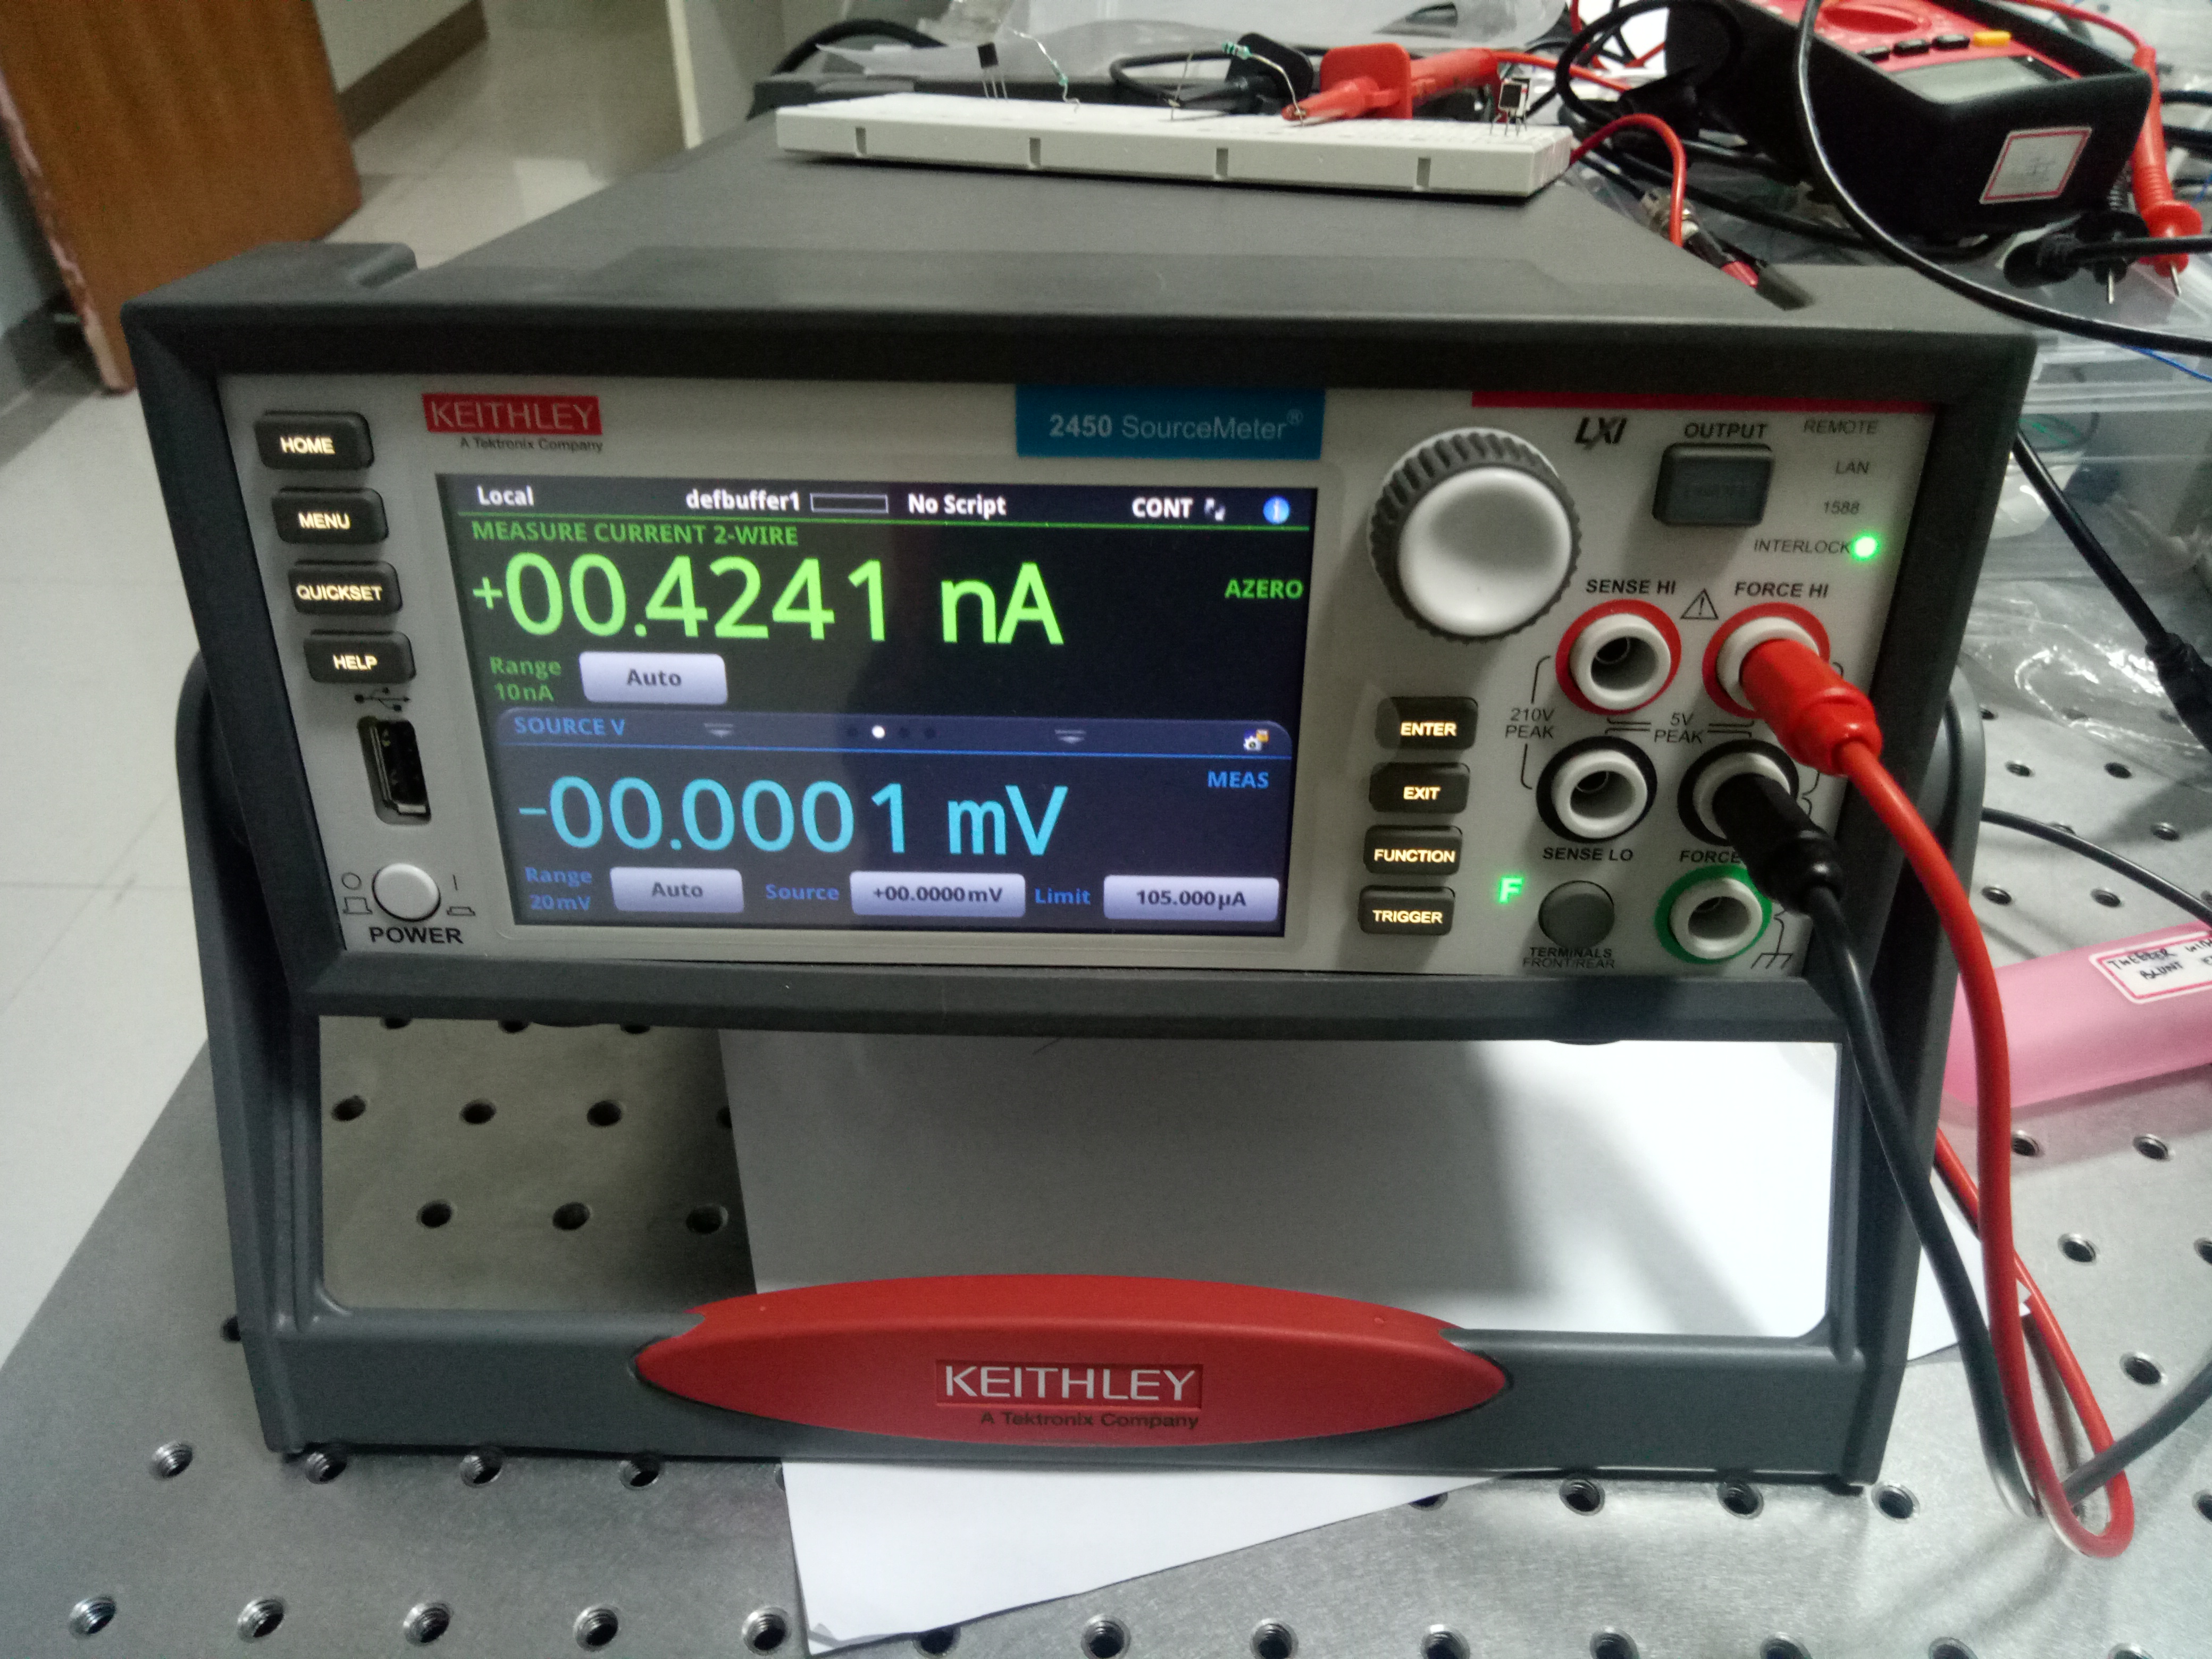 KEITHLEY
A Tektronix Company
2450 SourceMeter®
LXI
OUTPUT
REMOTE
LAN
1588
INTERLOCK
HOME
MENU
QUICKSET
HELP
POWER
Local defbuffer1 No Script CONT
MEASURE CURRENT 2-WIRE
+00.4241 nA
AZERO
Range Auto
10nA
SOURCE V
MEAS
-00.0001 mV
Range Auto Source +00.0000mV Limit 105.000µA
20mV
ENTER
EXIT
FUNCTION
TRIGGER
SENSE HI FORCE HI
210V
PEAK
5V
PEAK
SENSE LO FORCE
F
TERMINALS
FRONT/REAR
KEITHLEY
A Tektronix Company
BLUNT